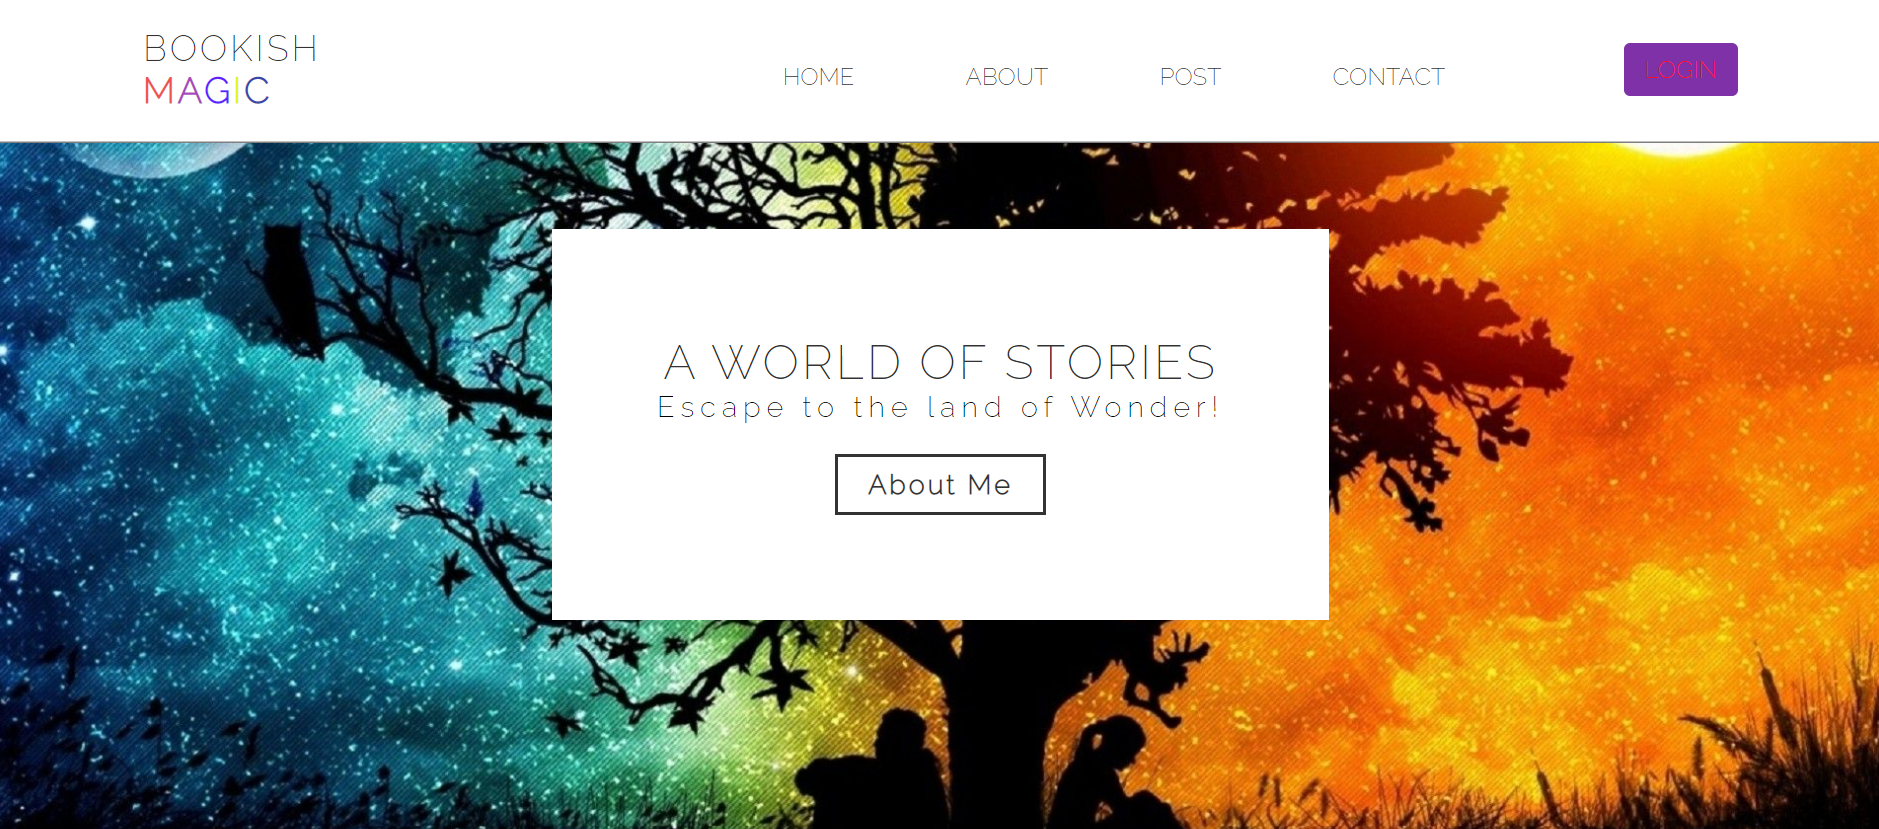 BOOKISH
MAGIC
HOME ABOUT POST CONTACT LOGIN
A WORLD OF STORIES
Escape to the land of Wonder!
About Me